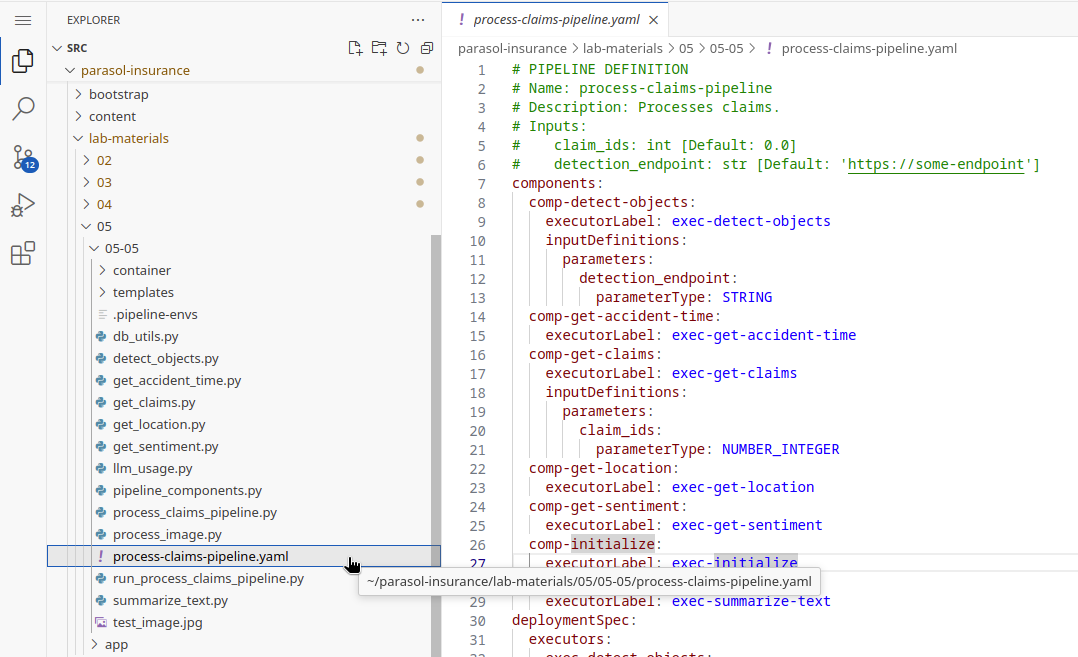 EXPLORER
SRC
parasol-insurance
bootstrap
content
lab-materials
02
03
04
05
05-05
container
templates
.pipeline-envs
db_utils.py
detect_objects.py
get_accident_time.py
get_claims.py
get_location.py
get_sentiment.py
llm_usage.py
pipeline_components.py
process_claims_pipeline.py
process_image.py
process-claims-pipeline.yaml
run_process_claims_pipeline.py
summarize_text.py
test_image.jpg
app
12
! process-claims-pipeline.yaml
parasol-insurance > lab-materials > 05 > 05-05 > ! process-claims-pipeline.yaml
1 # PIPELINE DEFINITION
2 # Name: process-claims-pipeline
3 # Description: Processes claims.
4 # Inputs:
5 #    claim_ids: int [Default: 0.0]
6 #    detection_endpoint: str [Default: 'https://some-endpoint']
7 components:
8   comp-detect-objects:
9     executorLabel: exec-detect-objects
10     inputDefinitions:
11       parameters:
12         detection_endpoint:
13           parameterType: STRING
14   comp-get-accident-time:
15     executorLabel: exec-get-accident-time
16   comp-get-claims:
17     executorLabel: exec-get-claims
18     inputDefinitions:
19       parameters:
20         claim_ids:
21           parameterType: NUMBER_INTEGER
22   comp-get-location:
23     executorLabel: exec-get-location
24   comp-get-sentiment:
25     executorLabel: exec-get-sentiment
26   comp-initialize:
27     executorLabel: exec-initialize
~/parasol-insurance/lab-materials/05/05-05/process-claims-pipeline.yaml
29     executorLabel: exec-summarize-text
30 deploymentSpec:
31   executors:
32     exec-detect-objects: